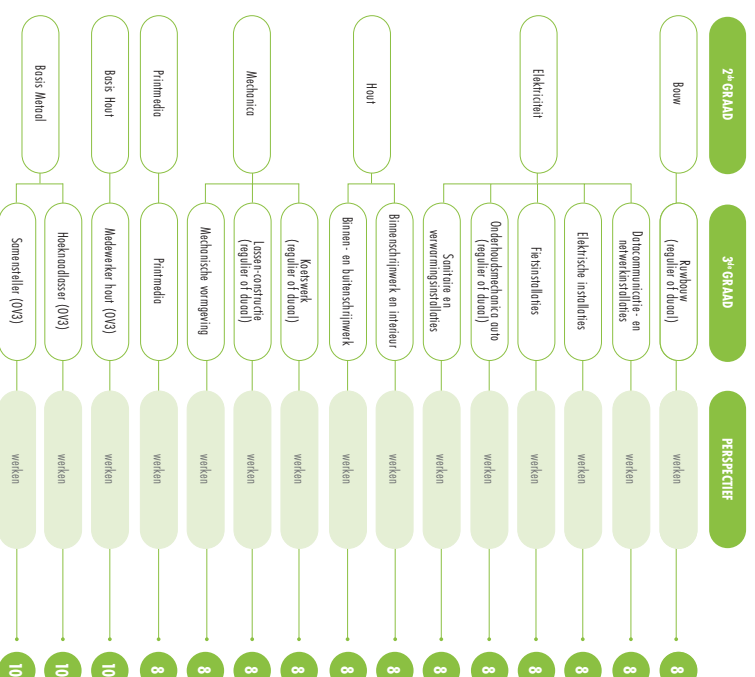 2de GRAAD
3de GRAAD
PERSPECTIEF
Bouw
Ruwbouw
(regulier of duaal)
werken
8
Elektriciteit
Datacommunicatie- en
netwerkinstallaties
werken
8
Elektrische installaties
werken
8
Fietsinstallaties
werken
8
Onderhoudsmechanica auto
(regulier of duaal)
werken
8
Sanitaire en
verwarmingsinstallaties
werken
8
Hout
Binnenschrijnwerk en interieur
werken
8
Binnen- en buitenschrijnwerk
werken
8
Mechanica
Koetswerk
(regulier of duaal)
werken
8
Lassen-constructie
(regulier of duaal)
werken
8
Mechanische vormgeving
werken
8
Printmedia
Printmedia
werken
8
Basis Hout
Medewerker hout (OV3)
werken
10
Basis Metaal
Hoeknaadlasser (OV3)
werken
10
Samensteller (OV3)
werken
10